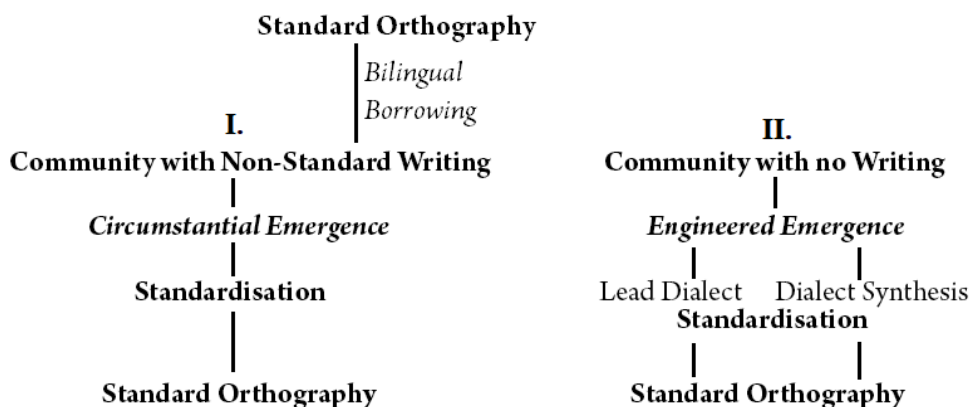 Standard Orthography
Bilingual
Borrowing
I.
Community with Non-Standard Writing
Circumstantial Emergence
Standardisation
Standard Orthography
II.
Community with no Writing
Engineered Emergence
Lead Dialect Dialect Synthesis
Standardisation
Standard Orthography